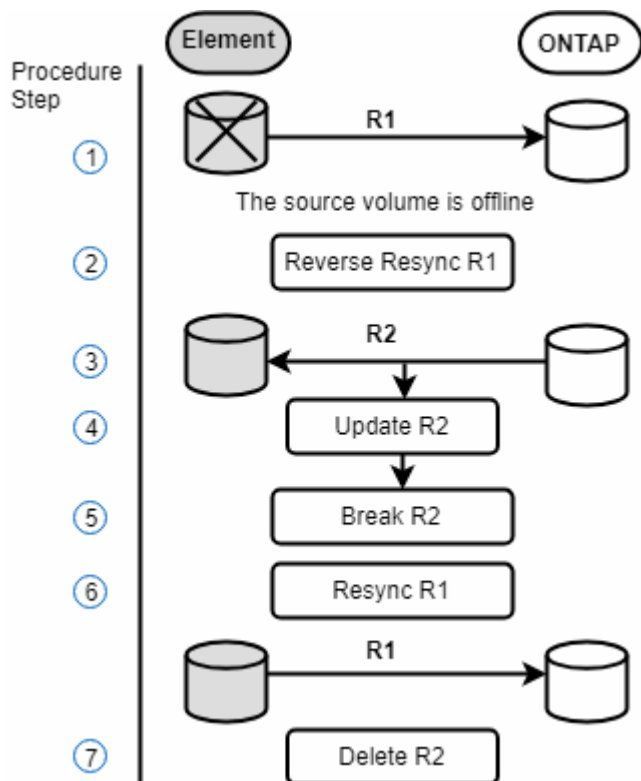 Element
ONTAP
Procedure
Step
R1
1
The source volume is offline
2
Reverse Resync R1
R2
3
4
Update R2
5
Break R2
6
Resync R1
R1
7
Delete R2